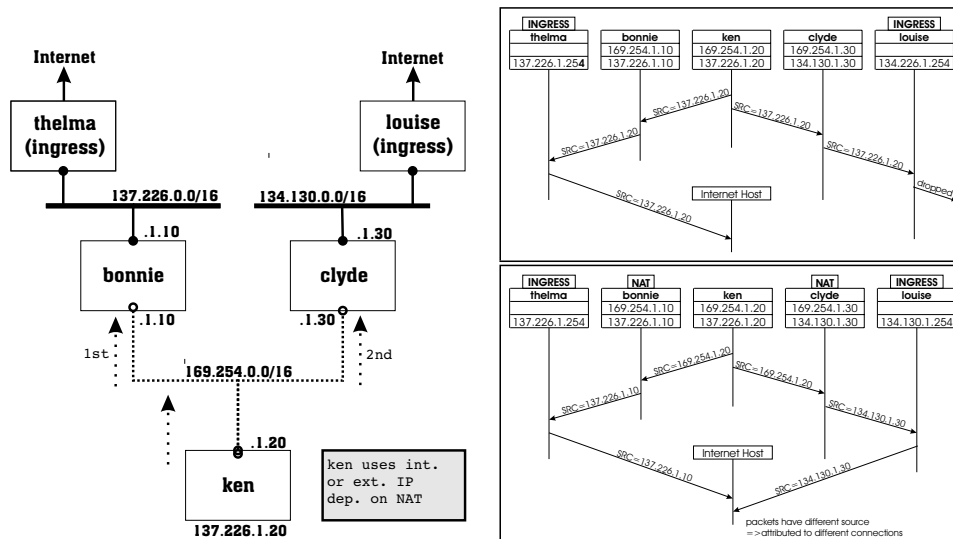 Internet
Internet
thelma
(ingress)
louise
(ingress)
137.226.0.0/16
134.130.0.0/16
.1.10
.1.30
bonnie
clyde
.1.10
.1.30
1st
2nd
169.254.0.0/16
.1.20
ken
137.226.1.20
ken uses int.
or ext. IP
dep. on NAT
INGRESS
INGRESS
thelma
bonnie
ken
clyde
louise
169.254.1.10
169.254.1.20
169.254.1.30
137.226.1.254
137.226.1.10
137.226.1.20
134.130.1.30
134.226.1.254
SRC=137.226.1.20
SRC=137.226.1.20
SRC=137.226.1.20
SRC=137.226.1.20
dropped
Internet Host
SRC=137.226.1.20
INGRESS
NAT
NAT
INGRESS
thelma
bonnie
ken
clyde
louise
169.254.1.10
169.254.1.20
169.254.1.30
137.226.1.254
137.226.1.10
137.226.1.20
134.130.1.30
134.130.1.254
SRC=169.254.1.20
SRC=169.254.1.20
SRC=137.226.1.10
SRC=134.130.1.30
Internet Host
SRC=137.226.1.10
SRC=134.130.1.30
packets have different source
=>attributed to different connections